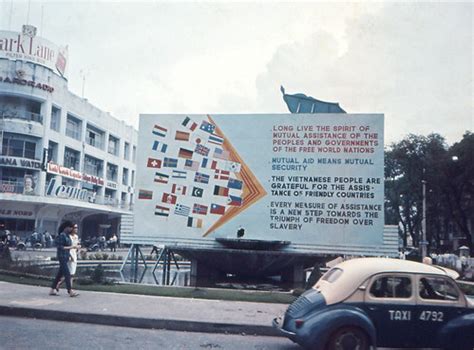 Park Lane
LONG LIVE THE SPIRIT OF
MUTUAL ASSISTANCE OF THE
PEOPLES AND GOVERNMENTS
OF THE FREE WORLD NATIONS
MUTUAL AID MEANS MUTUAL
SECURITY
THE VIETNAMESE PEOPLE ARE
GRATEFUL FOR THE ASSIS-
TANCE OF FRIENDLY COUNTRIES
EVERY MEASURE OF ASSISTANCE
IS A NEW STEP TOWARDS THE
TRIUMPH OF FREEDOM OVER
SLAVERY
TAXI 4792